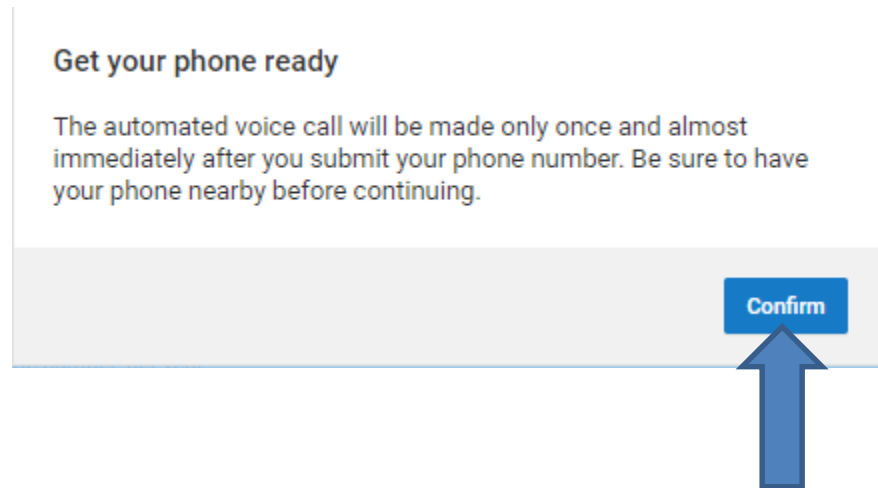 Get your phone ready
The automated voice call will be made only once and almost
immediately after you submit your phone number. Be sure to have
your phone nearby before continuing.
Confirm